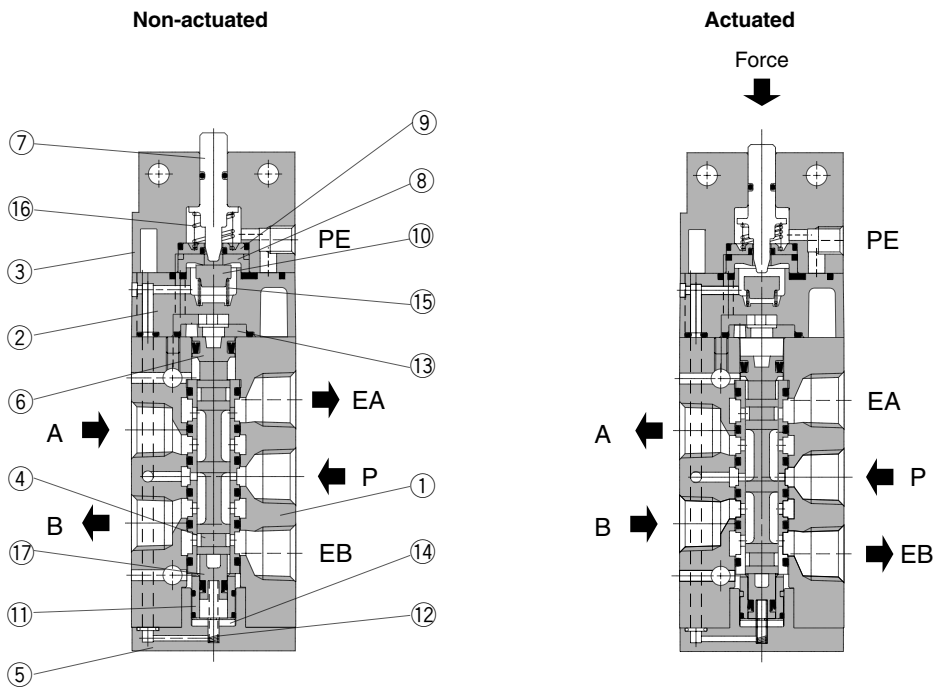 Non-actuated
Actuated
Force
⑦
⑨
⑧
⑯
PE
PE
③
⑩
⑮
②
⑬
⑥
EA
EA
A
A
P
P
①
B
B
④
EB
EB
⑰
⑭
⑪
⑫
⑤